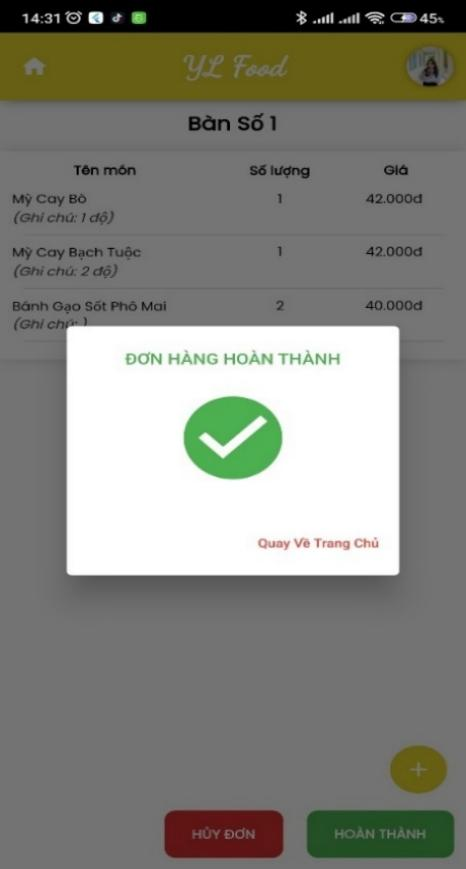 14:31
45%
YL Food
Bàn Số 1
Tên món Số lượng Giá
Mỳ Cay Bò 1 42.000đ
(Ghi chú: 1 độ)
Mỳ Cay Bạch Tuộc 1 42.000đ
(Ghi chú: 2 độ)
Bánh Gạo Sốt Phô Mai 2 40.000đ
(Ghi chú: )
ĐƠN HÀNG HOÀN THÀNH
Quay Về Trang Chủ
+
HỦY ĐƠN HOÀN THÀNH